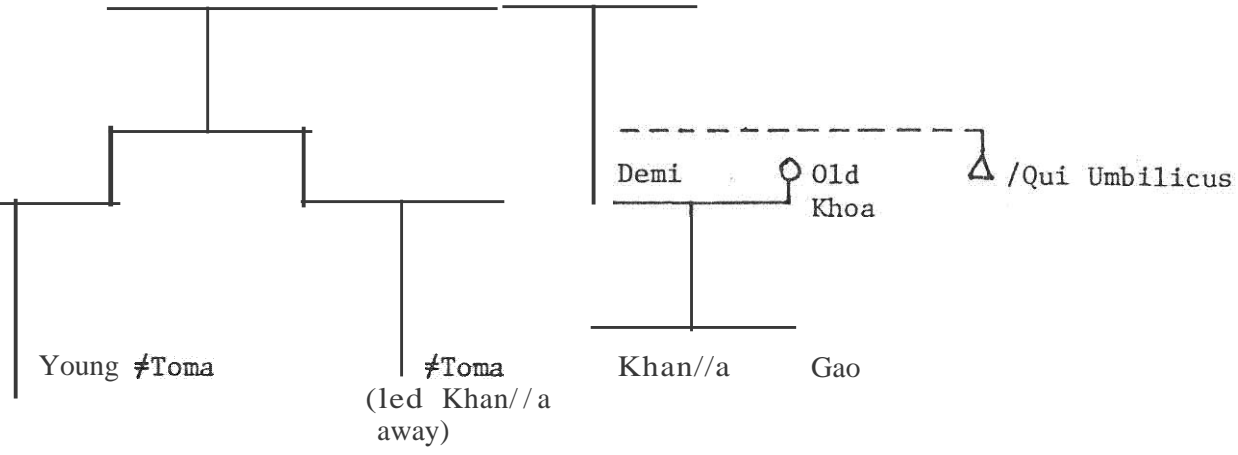 Demi
Old
Khoa
/Qui Umbilicus
Young ≠Toma
≠Toma
(led Khan//a
away)
Khan//a
Gao